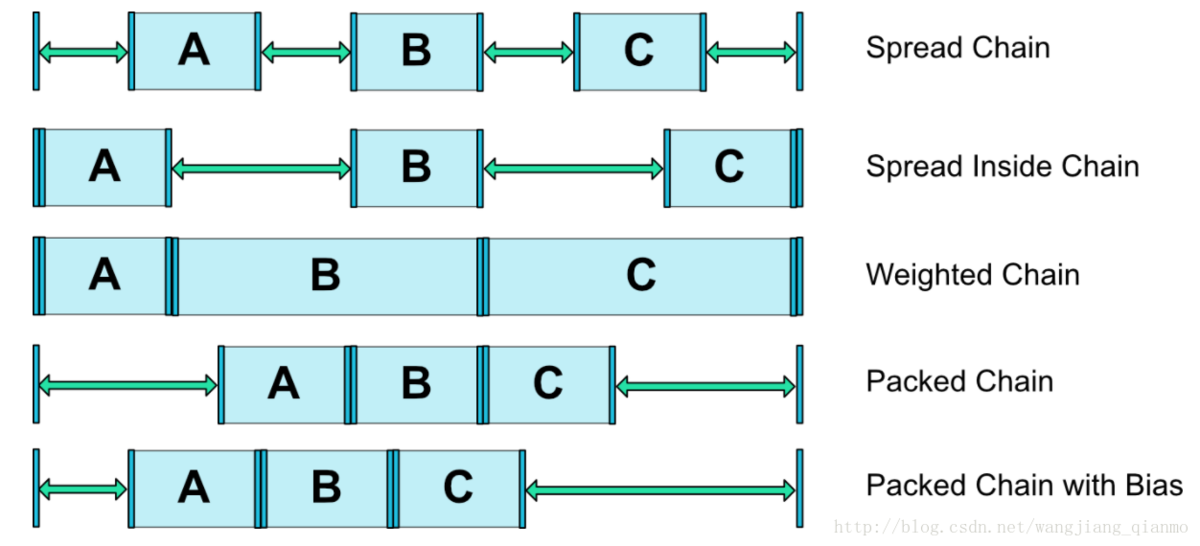 A B C Spread Chain
A B C Spread Inside Chain
A B C Weighted Chain
A B C Packed Chain
A B C Packed Chain with Bias
http://blog.csdn.net/wangjiang_qianmo